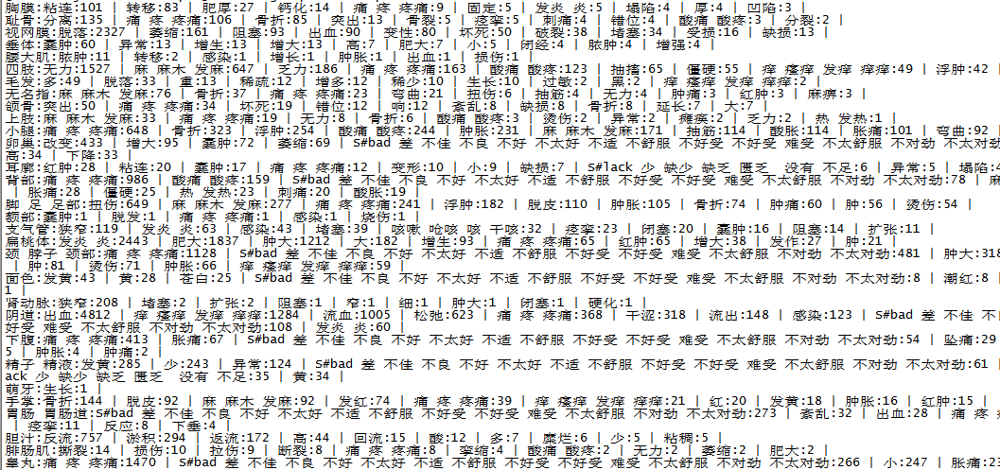 胸膜:粘连:101 | 转移:83 | 肥厚:27 | 钙化:14 | 痛 疼 疼痛:9 | 固定:5 | 发炎 炎:5 | 塌陷:4 | 厚:4 | 凹陷:3 |
耻骨:分离:135 | 痛 疼 疼痛:106 | 骨折:85 | 突出:13 | 骨裂:5 | 痉挛:5 | 刺痛:4 | 错位:4 | 酸痛 酸疼:3 | 分裂:2 |
视网膜:脱落:2327 | 萎缩:161 | 阻塞:93 | 出血:90 | 变性:80 | 坏死:50 | 破裂:38 | 堵塞:34 | 受损:16 | 缺损:13 |
垂体:囊肿:60 | 异常:13 | 增生:13 | 增大:13 | 高:7 | 肥大:7 | 小:5 | 闭经:4 | 脓肿:4 | 增强:4 |
腰大肌:脓肿:11 | 转移:2 | 感染:1 | 增长:1 | 肿胀:1 | 出血:1 | 损伤:1 |
四肢:无力:1527 | 麻 麻木 发麻:647 | 乏力:186 | 痛 疼 疼痛:163 | 酸痛 酸疼:123 | 抽搐:65 | 僵硬:55 | 痒 瘙痒 发痒 痒痒:49 | 浮肿:42 |
毛发:多:49 | 脱落:33 | 重:13 | 稀疏:12 | 增多:12 | 稀少:10 | 生长:10 | 过敏:2 | 黑:2 | 痒 瘙痒 发痒 痒痒:2 |
无名指:麻 麻木 发麻:76 | 骨折:37 | 痛 疼 疼痛:23 | 弯曲:21 | 扭伤:6 | 抽筋:4 | 无力:4 | 肿痛:3 | 红肿:3 | 麻痹:3 |
颌骨:突出:50 | 痛 疼 疼痛:34 | 坏死:19 | 错位:12 | 响:12 | 紊乱:8 | 缺损:8 | 骨折:8 | 延长:7 | 大:7 |
上肢:麻 麻木 发麻:33 | 痛 疼 疼痛:19 | 无力:8 | 骨折:6 | 酸痛 酸疼:3 | 烫伤:2 | 异常:2 | 瘫痪:2 | 乏力:2 | 热 发热:1 |
小腿:痛 疼 疼痛:648 | 骨折:323 | 浮肿:254 | 酸痛 酸疼:244 | 肿胀:231 | 麻 麻木 发麻:171 | 抽筋:114 | 酸胀:114 | 胀痛:101 | 弯曲:92 |
卵巢:改变:433 | 增大:95 | 囊肿:72 | 萎缩:69 | S#bad 差 不佳 不良 不好 不太好 不适 不舒服 不好受 不好受 难受 不太舒服 不对劲 不太对劲
高:34 | 下降:33 |
耳廓:红肿:28 | 粘连:20 | 囊肿:17 | 痛 疼 疼痛:12 | 变形:10 | 小:9 | 缺损:7 | S#lack 少 缺少 缺乏 匮乏 没有 不足:6 | 异常:5 | 塌陷:4
背部:痛 疼 疼痛:986 | 酸痛 酸疼:159 | S#bad 差 不佳 不良 不好 不太好 不适 不舒服 不好受 不好受 难受 不太舒服 不对劲 不太对劲:78 | 麻
| 胀痛:28 | 僵硬:25 | 热 发热:23 | 刺痛:20 | 酸胀:19 |
脚 足 足部:扭伤:649 | 麻 麻木 发麻:277 | 痛 疼 疼痛:241 | 浮肿:182 | 脱皮:110 | 肿胀:105 | 骨折:74 | 肿痛:60 | 肿:56 | 烫伤:54 |
额部:囊肿:1 | 脱发:1 | 痛 疼 疼痛:1 | 感染:1 | 烧伤:1 |
支气管:狭窄:119 | 发炎 炎:63 | 感染:43 | 堵塞:39 | 咳嗽 呛咳 咳 干咳:32 | 痉挛:23 | 闭塞:20 | 囊肿:16 | 阻塞:14 | 扩张:11 |
扁桃体:发炎 炎:2443 | 肥大:1837 | 肿大:1212 | 大:182 | 增生:93 | 痛 疼 疼痛:65 | 红肿:65 | 增大:38 | 发作:27 | 肿:21 |
颈 脖子 颈部:痛 疼 疼痛:1128 | S#bad 差 不佳 不良 不好 不太好 不适 不舒服 不好受 不好受 难受 不太舒服 不对劲 不太对劲:481 | 肿大:318
| 肿:81 | 烫伤:71 | 肿胀:66 | 痒 瘙痒 发痒 痒痒:59 |
面色:发黄:43 | 黄:28 | 苍白:25 | S#bad 差 不佳 不良 不好 不太好 不适 不舒服 不好受 不好受 难受 不太舒服 不对劲 不太对劲:8 | 潮红:8 |
1 |
肾动脉:狭窄:208 | 堵塞:2 | 扩张:2 | 阻塞:1 | 窄:1 | 细:1 | 肿大:1 | 闭塞:1 | 硬化:1 |
阴道:出血:4812 | 痒 瘙痒 发痒 痒痒:1284 | 流血:1005 | 松弛:623 | 痛 疼 疼痛:368 | 干涩:318 | 流出:148 | 感染:123 | S#bad 差 不佳 不
好受 难受 不太舒服 不对劲 不太对劲:108 | 发炎 炎:60 |
下腹:痛 疼 疼痛:413 | 胀痛:67 | S#bad 差 不佳 不良 不好 不太好 不适 不舒服 不好受 不好受 难受 不太舒服 不对劲 不太对劲:54 | 坠痛:29
5 | 肿胀:4 | 肿痛:2 |
精子 精液:发黄:285 | 少:243 | 异常:124 | S#bad 差 不佳 不良 不好 不太好 不适 不舒服 不好受 不好受 难受 不太舒服 不对劲 不太对劲:61 |
ack 少 缺少 缺乏 匮乏 没有 不足:35 | 黄:34 |
萌牙:生长:1 |
手掌:骨折:144 | 脱皮:92 | 麻 麻木 发麻:92 | 发红:74 | 痛 疼 疼痛:39 | 痒 瘙痒 发痒 痒痒:21 | 红:20 | 发黄:18 | 肿胀:16 | 红肿:15 |
胃肠 胃肠道:S#bad 差 不佳 不良 不好 不太好 不适 不舒服 不好受 不好受 难受 不太舒服 不对劲 不太对劲:273 | 紊乱:32 | 出血:28 | 痛 疼
| 痉挛:11 | 反应:8 | 下垂:4 |
胆汁:反流:757 | 淤积:294 | 返流:172 | 高:44 | 回流:15 | 酸:12 | 多:7 | 糜烂:6 | 少:5 | 粘稠:5 |
腓肠肌:撕裂:14 | 损伤:10 | 拉伤:9 | 断裂:8 | 痛 疼 疼痛:8 | 挛缩:4 | 酸痛 酸疼:2 | 无力:2 | 萎缩:2 | 肥大:2 |
睾丸:痛 疼 疼痛:1470 | S#bad 差 不佳 不良 不好 不太好 不适 不舒服 不好受 不好受 难受 不太舒服 不对劲 不太对劲:266 | 小:247 | 胀痛:23